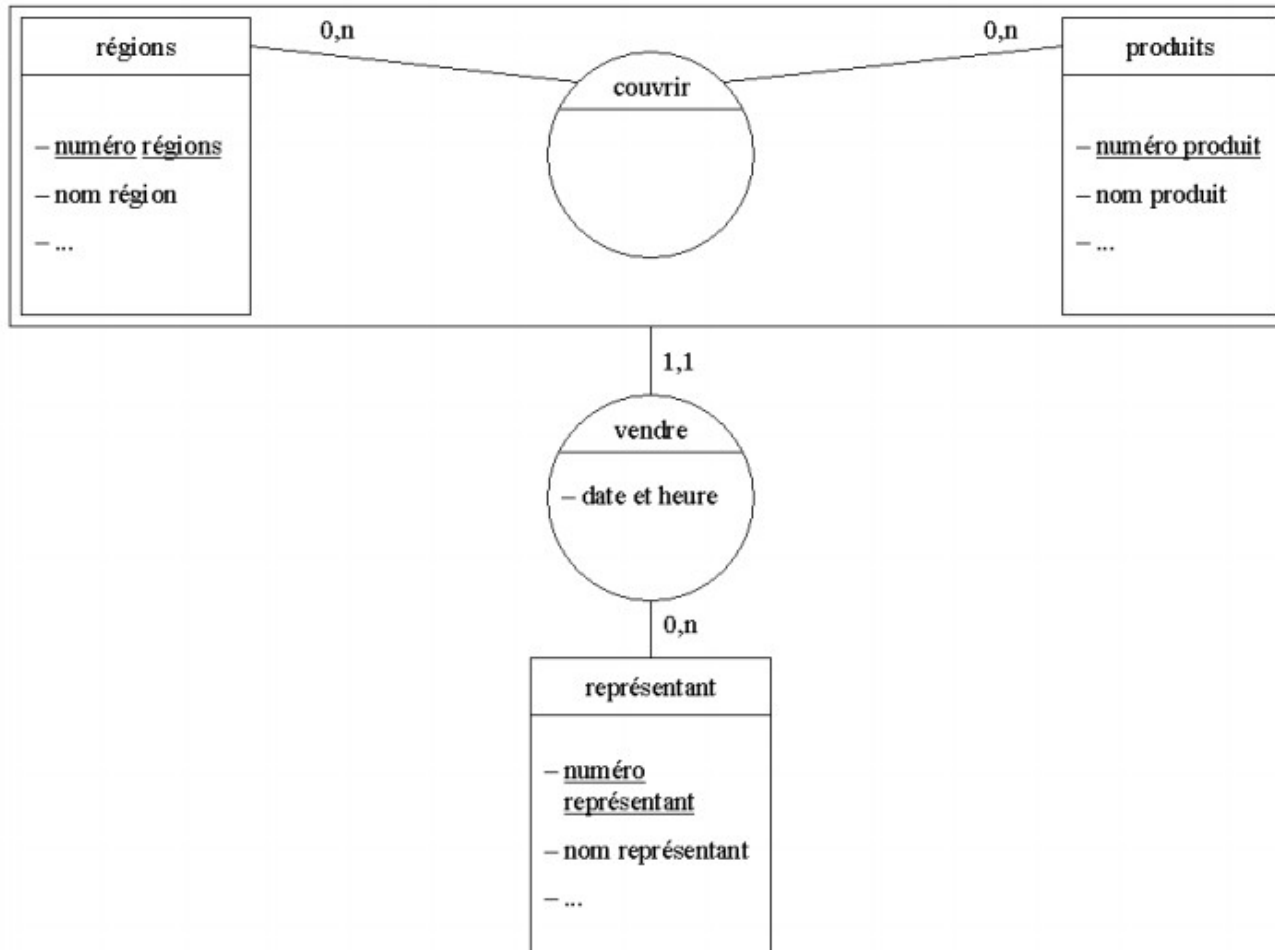 régions
0,n
0,n
produits
couvrir
– numéro régions
– nom région
– ...
– numéro produit
– nom produit
– ...
1,1
vendre
– date et heure
0,n
représentant
– numéro
représentant
– nom représentant
– ...